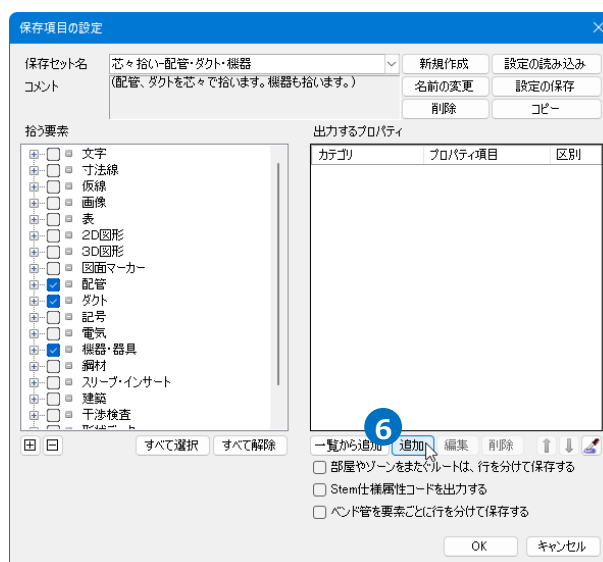 保存項目の設定
保存セット名 芯々拾い-配管・ダクト・機器 新規作成 設定の読み込み
コメント (配管、ダクトを芯々で拾います。機器も拾います。) 名前の変更 設定の保存
削除 コピー
拾う要素 出力するプロパティ
カテゴリ プロパティ項目 区別
文字
寸法線
仮線
画像
表
2D図形
3D図形
図面マーカー
配管
ダクト
記号
電気
機器・器具
鋼材
スリーブ・インサート
建築
干渉検査
6
すべて選択 すべて解除 一覧から追加 追加 編集 削除
部屋やゾーンをまたぐルートは、行を分けて保存する
Stem仕様属性コードを出力する
ベンド管を要素ごとに行を分けて保存する
OK キャンセル